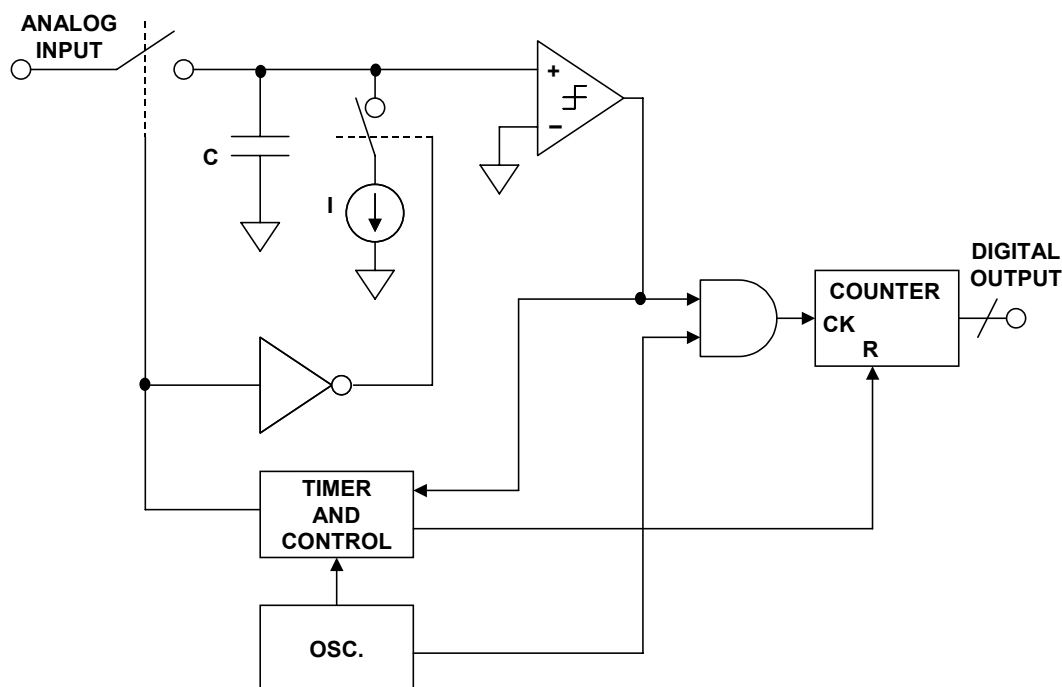 ANALOG
INPUT
C
I
+
–
DIGITAL
OUTPUT
COUNTER
CK
R
TIMER
AND
CONTROL
OSC.